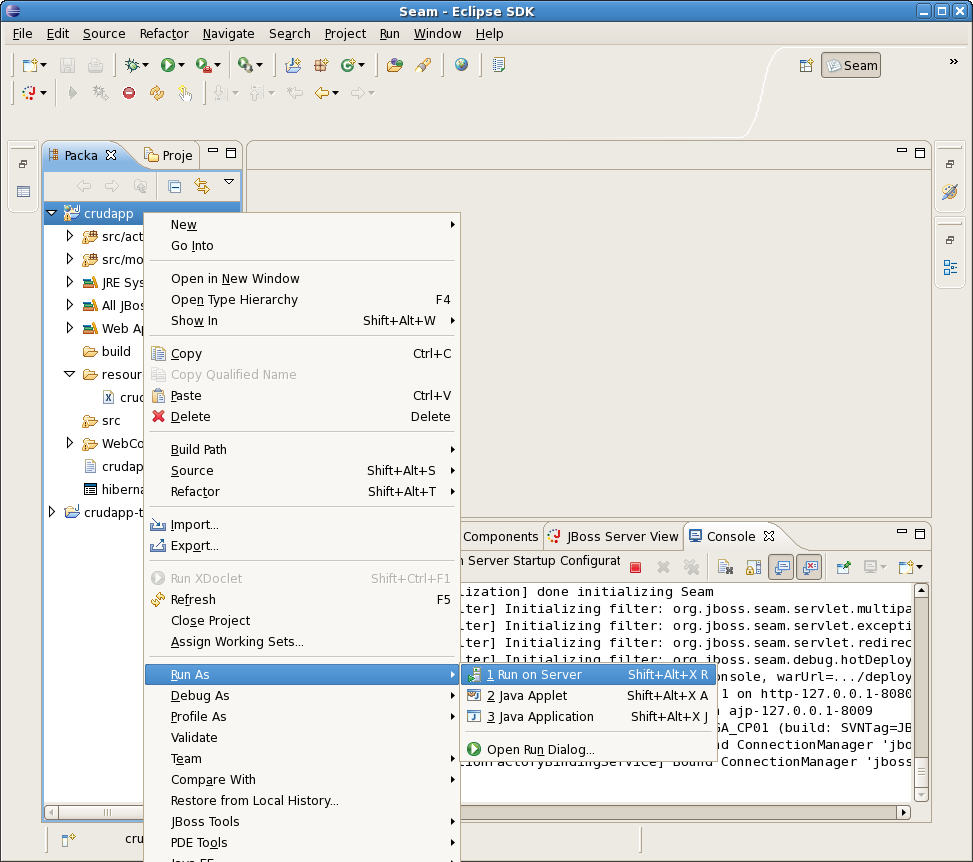 Seam - Eclipse SDK
File Edit Source Refactor Navigate Search Project Run Window Help
Seam
»
Packa Proje
crudapp
src/act
src/mo
JRE Sys
All JBos
Web Ap
build
resour
cruc
src
WebCo
crudap
hiberna
crudapp-t
New
Go Into
Open in New Window
Open Type Hierarchy F4
Show In Shift+Alt+W
Copy Ctrl+C
Copy Qualified Name
Paste Ctrl+V
Delete Delete
Build Path
Source Shift+Alt+S
Refactor Shift+Alt+T
Import...
Export...
Run XDoclet Shift+Ctrl+F1
Refresh F5
Close Project
Assign Working Sets...
Run As
Debug As
Profile As
Validate
Team
Compare With
Restore from Local History...
JBoss Tools
PDE Tools
Java EE
1 Run on Server Shift+Alt+X R
2 Java Applet Shift+Alt+X A
3 Java Application Shift+Alt+X J
Open Run Dialog...
Components JBoss Server View Console
n Server Startup Configurat
lization] done initializing Seam
lter] Initializing filter: org.jboss.seam.servlet.multipa
lter] Initializing filter: org.jboss.seam.servlet.excepti
lter] Initializing filter: org.jboss.seam.servlet.redirec
lter] Initializing filter: org.jboss.seam.debug.hotDeploy
onsole, warUrl=.../deploy
1 on http-127.0.0.1-8080
ajp-127.0.0.1-8009
GA_CP01 (build: SVNTag=JB
nd ConnectionManager 'jbo
tionFactoryBindingService] Bound ConnectionManager 'jboss
cru